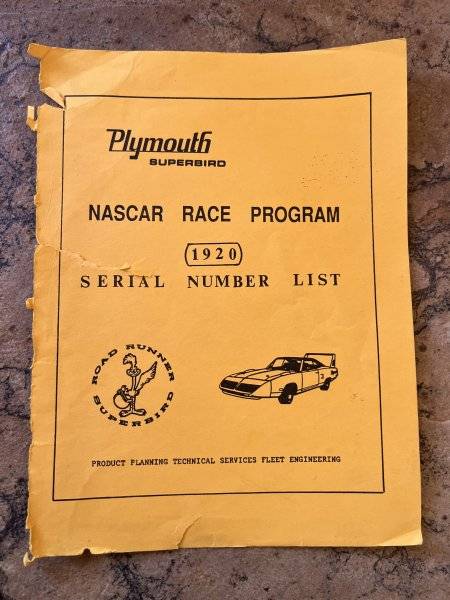 Plymouth
SUPERBIRD
NASCAR RACE PROGRAM
(1920)
SERIAL NUMBER LIST
ROAD RUNNER
SUPERBIRD
PRODUCT PLANNING TECHNICAL SERVICES FLEET ENGINEERING